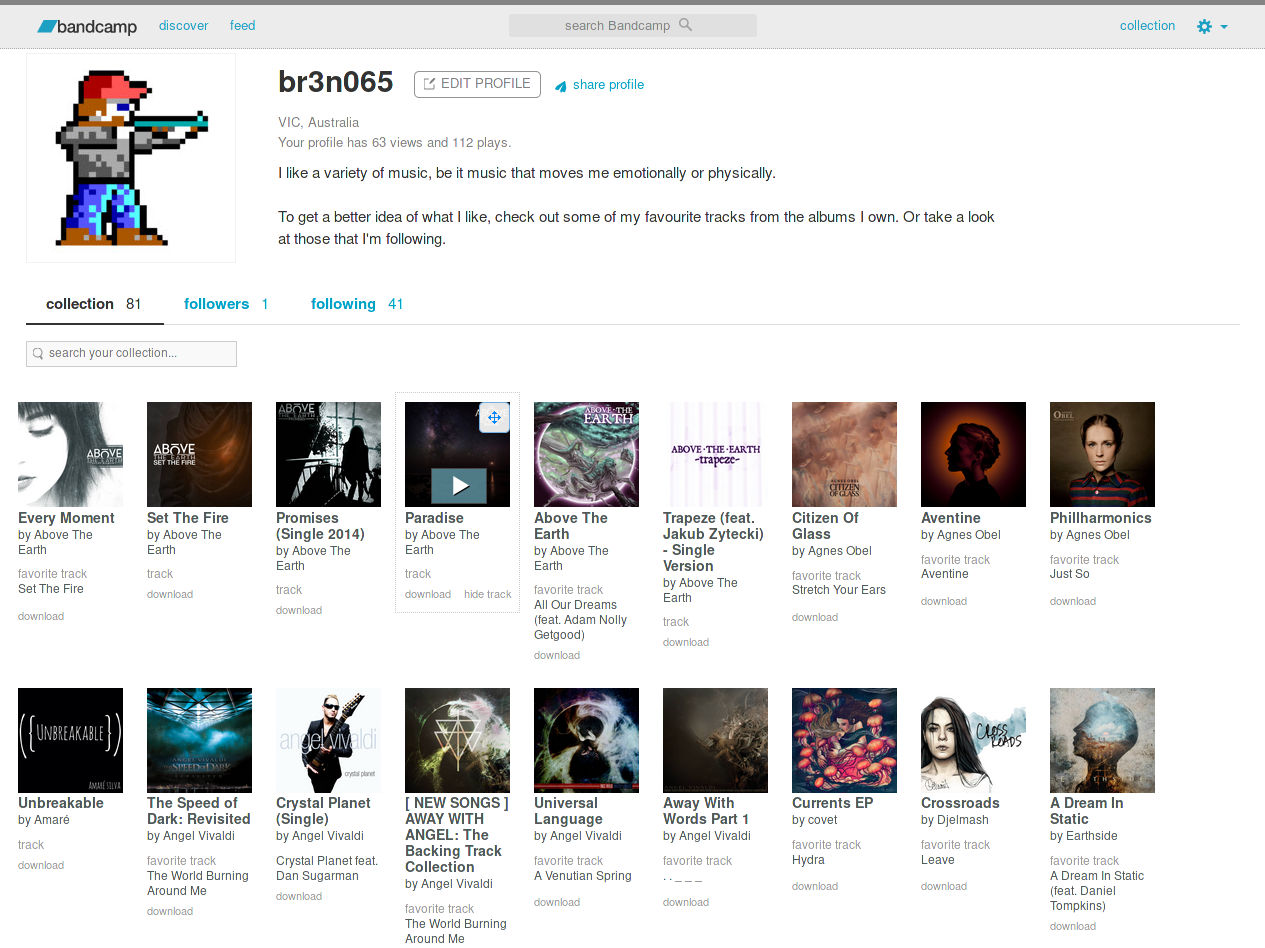 bandcamp discover feed search Bandcamp collection
br3n065 EDIT PROFILE share profile
VIC, Australia
Your profile has 63 views and 112 plays.
I like a variety of music, be it music that moves me emotionally or physically.
To get a better idea of what I like, check out some of my favourite tracks from the albums I own. Or take a look
at those that I'm following.
collection 81 followers 1 following 41
search your collection...
ABOVE
THE EARTH
Every Moment
by Above The
Earth
favorite track
Set The Fire
download
ABOVE
THE EARTH
SET THE FIRE
Set The Fire
by Above The
Earth
track
download
ABOVE
THE EARTH
Promises
(Single 2014)
by Above The
Earth
track
download
Paradise
by Above The
Earth
track
download hide track
ABOVE·THE
EARTH
Above The
Earth
by Above The
Earth
favorite track
All Our Dreams
(feat. Adam Nolly
Getgood)
download
ABOVE·THE·EARTH
-trapeze-
Trapeze (feat.
Jakub Zytecki)
- Single
Version
by Above The
Earth
track
download
AGNES OBEL
CITIZEN
OF GLASS
Citizen Of
Glass
by Agnes Obel
favorite track
Stretch Your Ears
download
Aventine
by Agnes Obel
favorite track
Aventine
download
OBEL
Phillharmonics
by Agnes Obel
favorite track
Just So
download
({UNBREAKABLE})
AMARÉ SILVA
Unbreakable
by Amaré
track
download
ANGEL VIVALDI
THE SPEED OF DARK
The Speed of
Dark: Revisited
by Angel Vivaldi
favorite track
The World Burning
Around Me
download
angel vivaldi
crystal planet
Crystal Planet
(Single)
by Angel Vivaldi
Crystal Planet feat.
Dan Sugarman
download
[ NEW SONGS ]
AWAY WITH
ANGEL: The
Backing Track
Collection
by Angel Vivaldi
favorite track
The World Burning
Around Me
Universal
Language
by Angel Vivaldi
favorite track
A Venutian Spring
download
Away With
Words Part 1
by Angel Vivaldi
favorite track
. . _ _ _
download
Currents EP
by covet
favorite track
Hydra
download
CROSS
ROADS
Crossroads
by Djelmash
favorite track
Leave
download
A Dream In
Static
by Earthside
favorite track
A Dream In Static
(feat. Daniel
Tompkins)
download